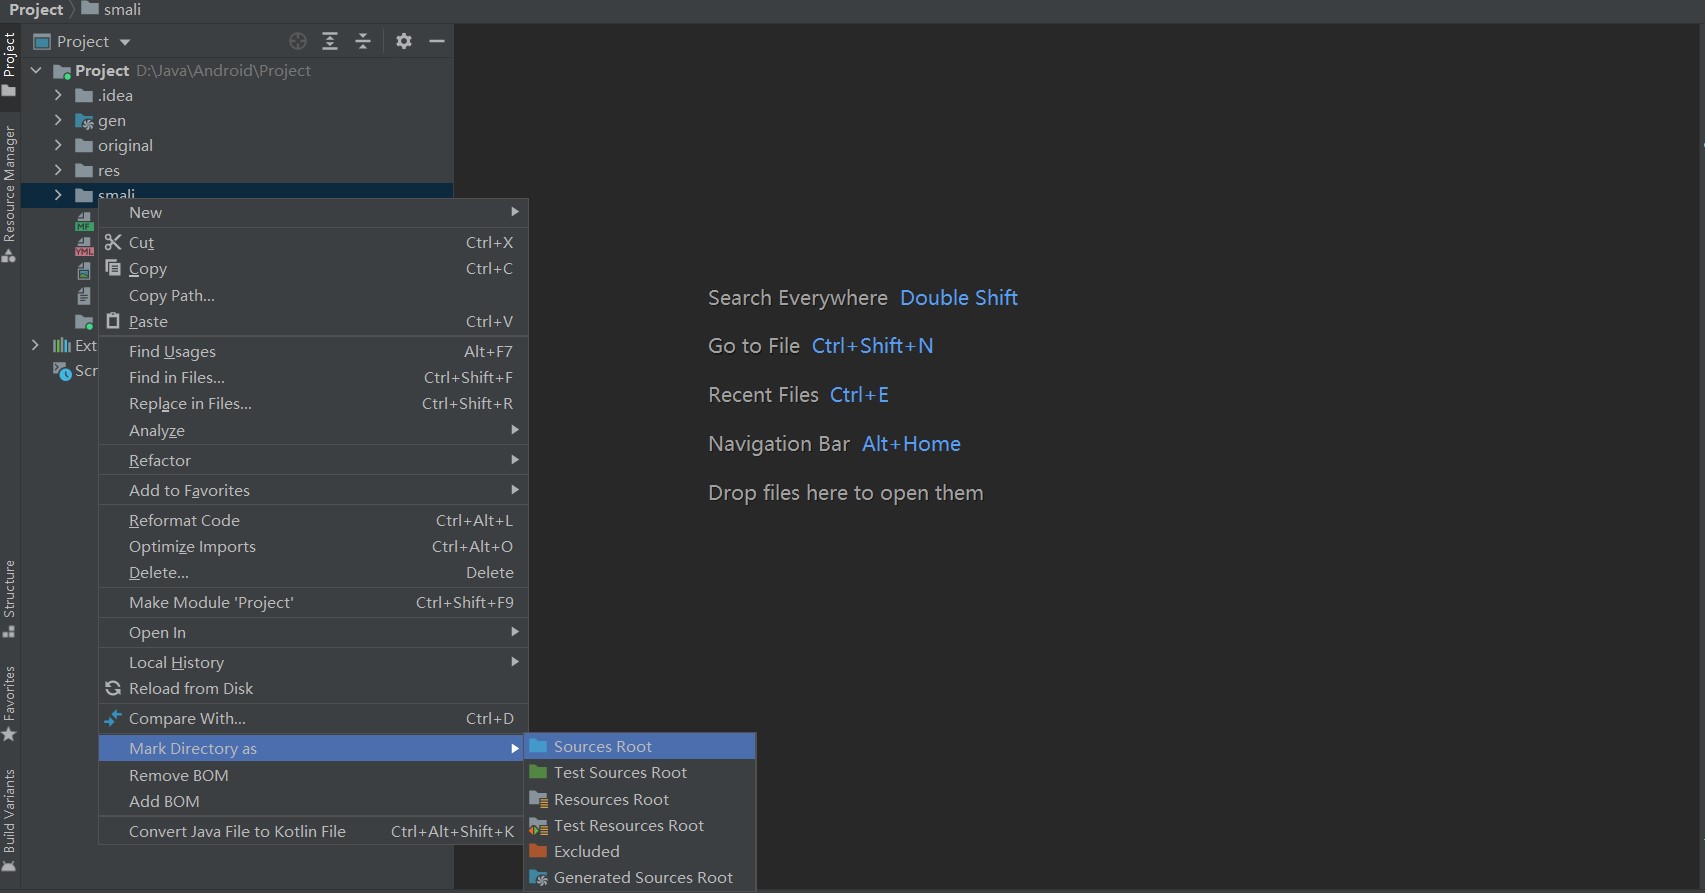 Project smali
Project
Project D:\Java\Android\Project
.idea
gen
original
res
smali
Ext
Scr
New
Cut Ctrl+X
Copy Ctrl+C
Copy Path...
Paste Ctrl+V
Find Usages Alt+F7
Find in Files... Ctrl+Shift+F
Replace in Files... Ctrl+Shift+R
Analyze
Refactor
Add to Favorites
Reformat Code Ctrl+Alt+L
Optimize Imports Ctrl+Alt+O
Delete... Delete
Make Module 'Project' Ctrl+Shift+F9
Open In
Local History
Reload from Disk
Compare With... Ctrl+D
Mark Directory as
Remove BOM
Add BOM
Convert Java File to Kotlin File Ctrl+Alt+Shift+K
Sources Root
Test Sources Root
Resources Root
Test Resources Root
Excluded
Generated Sources Root
Search Everywhere Double Shift
Go to File Ctrl+Shift+N
Recent Files Ctrl+E
Navigation Bar Alt+Home
Drop files here to open them
Project
Resource Manager
Structure
Favorites
Build Variants
MF
YML